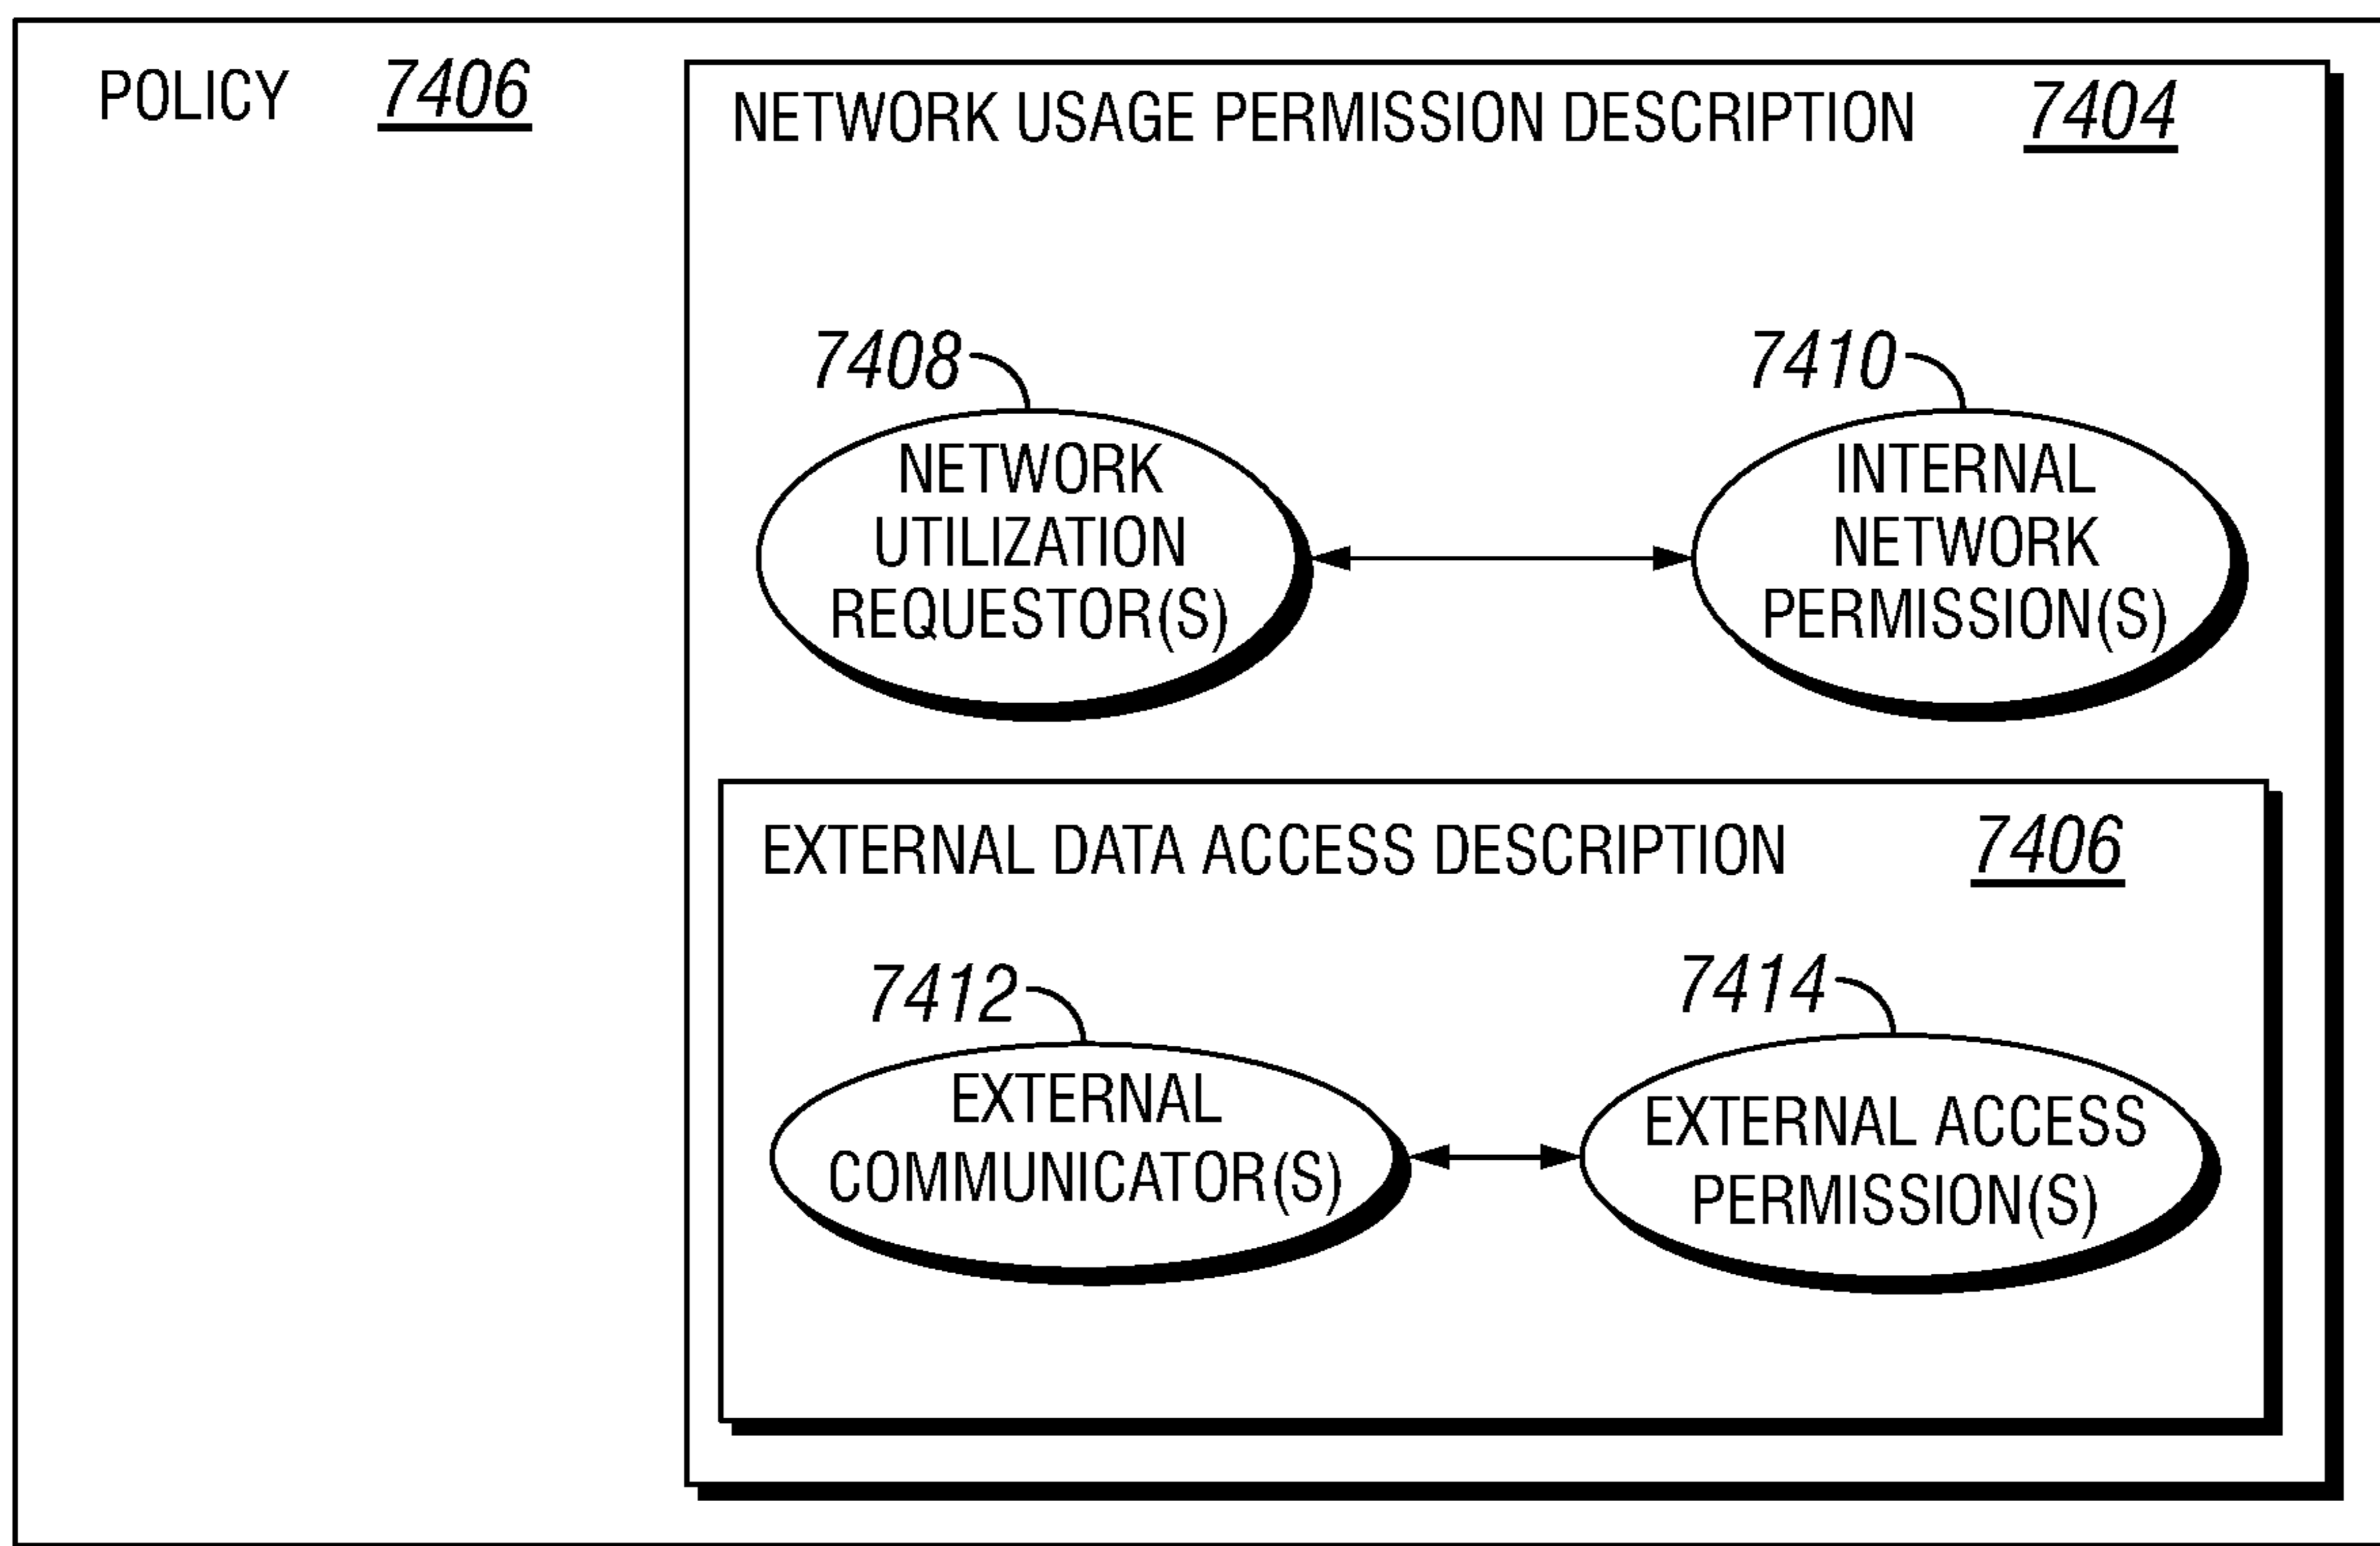 POLICY 7406
NETWORK USAGE PERMISSION DESCRIPTION 7404
7408
NETWORK
UTILIZATION
REQUESTOR(S)
7410
INTERNAL
NETWORK
PERMISSION(S)
EXTERNAL DATA ACCESS DESCRIPTION 7406
7412
EXTERNAL
COMMUNICATOR(S)
7414
EXTERNAL ACCESS
PERMISSION(S)